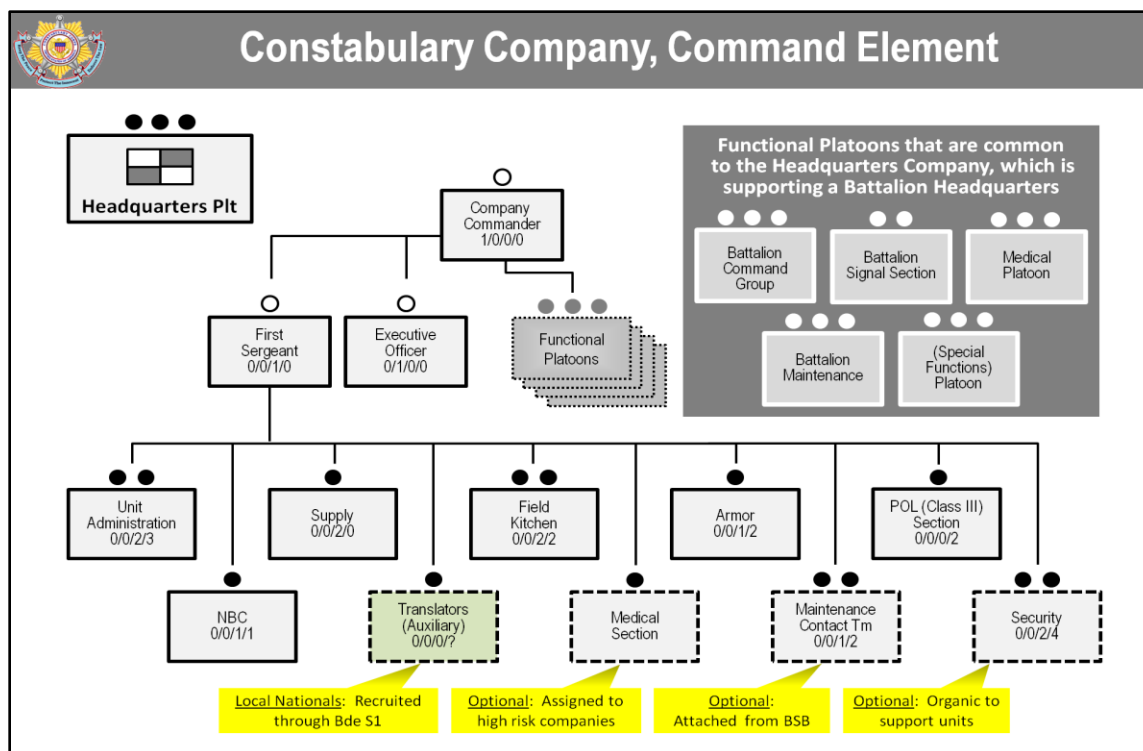 Constabulary Company, Command Element
Headquarters Plt
Company
Commander
1/0/0/0
First
Sergeant
0/0/1/0
Executive
Officer
0/1/0/0
Functional
Platoons
Functional Platoons that are common
to the Headquarters Company, which is
supporting a Battalion Headquarters
Battalion
Command
Group
Battalion
Signal Section
Medical
Platoon
Battalion
Maintenance
(Special
Functions)
Platoon
Unit
Administration
0/0/2/3
Supply
0/0/2/0
Field
Kitchen
0/0/2/2
Armor
0/0/1/2
POL (Class III)
Section
0/0/0/2
NBC
0/0/1/1
Translators
(Auxiliary)
0/0/0/?
Medical
Section
Maintenance
Contact Tm
0/0/1/2
Security
0/0/2/4
Local Nationals: Recruited
through Bde S1
Optional: Assigned to
high risk companies
Optional:
Attached from BSB
Optional: Organic to
support units